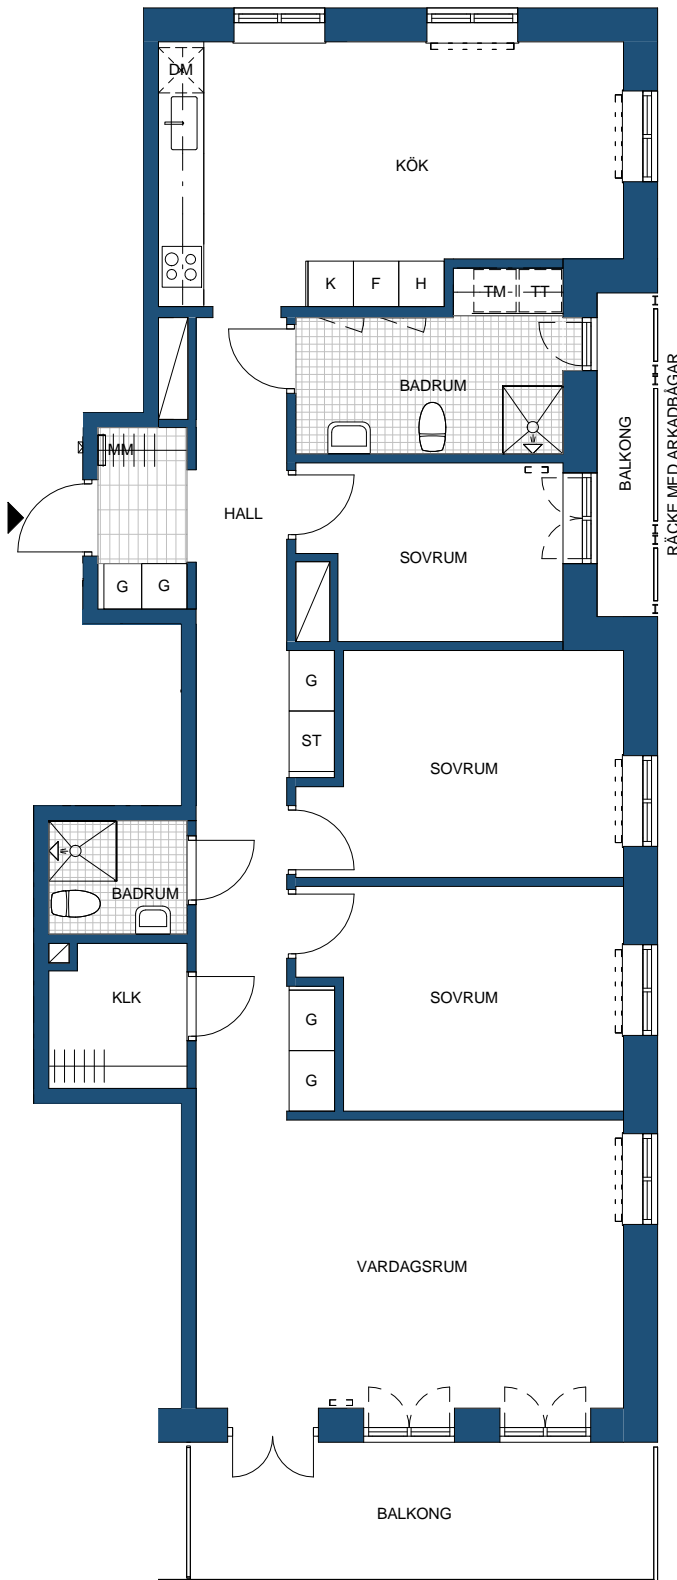 DM
KÖK
K F H
TM TT
BADRUM
BALKONG
RÄCKE MED ARKADBÅGAR
MM
HALL
SOVRUM
G G
G
ST
SOVRUM
BADRUM
SOVRUM
KLK
G
G
VARDAGSRUM
BALKONG